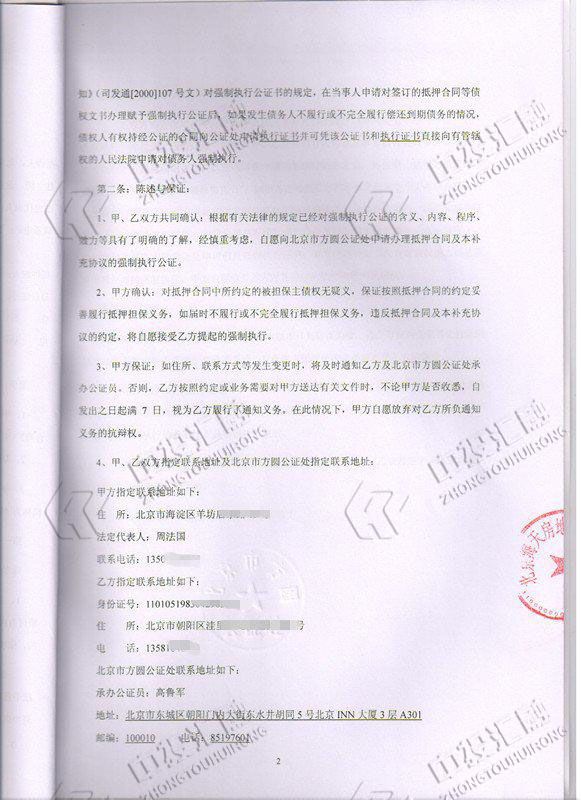 知》（司发通[2000]107 号文）对强制执行公证书的规定，在当事人申请对签订的抵押合同等债
权文书办理赋予强制执行公证后，如果发生债务人不履行或不完全履行偿还到期债务的情况，
债权人有权持经公证的合同向公证处申请执行证书并可凭该公证书和执行证书直接向有管辖
权的人民法院申请对债务人强制执行。
第二条：陈述与保证：
1、甲、乙双方共同确认：根据有关法律的规定已经对强制执行公证的含义、内容、程序、
效力等具有了明确的了解，经慎重考虑，自愿向北京市方圆公证处申请办理抵押合同及本补
充协议的强制执行公证。
2、甲方确认：对抵押合同中所约定的被担保主债权无疑义，保证按照抵押合同的约定妥
善履行抵押担保义务，如届时不履行或不完全履行抵押担保义务，违反抵押合同及本补充协
议的约定，将自愿接受乙方提起的强制执行。
3、甲方保证：如住所、联系方式等发生变更时，将及时通知乙方及北京市方圆公证处承
办公证员。否则，乙方按照约定或业务需要对甲方送达有关文件时，不论甲方是否收悉，自
发出之日起满 7 日，视为乙方履行了通知义务。在此情况下，甲方自愿放弃对乙方所负通知
义务的抗辩权。
4、甲、乙双方指定联系地址及北京市方圆公证处指定联系地址：
甲方指定联系地址如下：
住 所：北京市海淀区羊坊店
法定代表人：周法国
联系电话：1350
乙方指定联系地址如下：
身份证号：110105198
住 所：北京市朝阳区洼里 号
电 话：13581
北京市方圆公证处联系地址如下：
承办公证员：高鲁军
地址：北京市东城区朝阳门内大街东水井胡同 5 号北京 INN 大厦 3 层 A301
邮编：100010 电话：85197601
2
中投汇通
ZHONGTOUHUIRONG